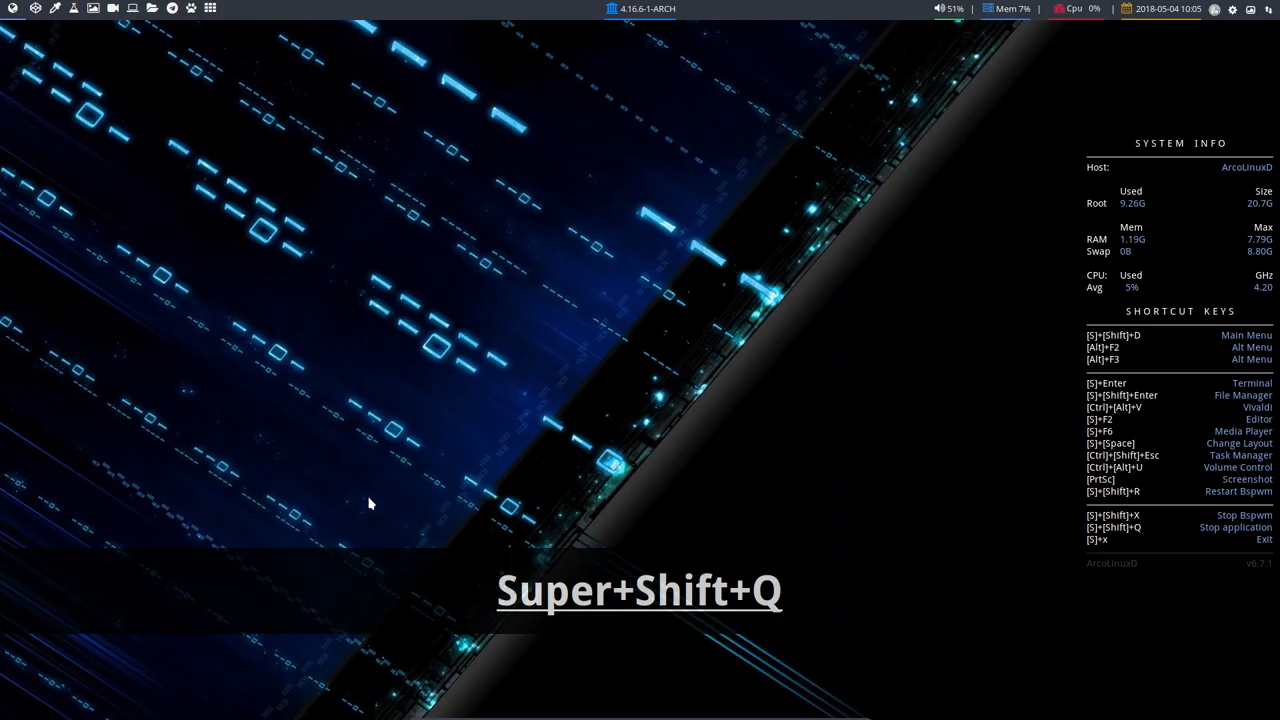 4.16.6-1-ARCH
51% | Mem 7% | Cpu 0% | 2018-05-04 10:05
SYSTEM INFO
Host: ArcoLinuxD
Used Size
Root 9.26G 20.7G
Mem Max
RAM 1.19G 7.79G
Swap 0B 8.80G
CPU: Used GHz
Avg 5% 4.20
SHORTCUT KEYS
[S]+[Shift]+D Main Menu
[Alt]+F2 Alt Menu
[Alt]+F3 Alt Menu
[S]+Enter Terminal
[S]+[Shift]+Enter File Manager
[Ctrl]+[Alt]+V Vivaldi
[S]+F2 Editor
[S]+F6 Media Player
[S]+[Space] Change Layout
[Ctrl]+[Shift]+Esc Task Manager
[Ctrl]+[Alt]+U Volume Control
[PrtSc] Screenshot
[S]+[Shift]+R Restart Bspwm
[S]+[Shift]+X Stop Bspwm
[S]+[Shift]+Q Stop application
[S]+x Exit
ArcoLinuxD v6.7.1
Super+Shift+Q